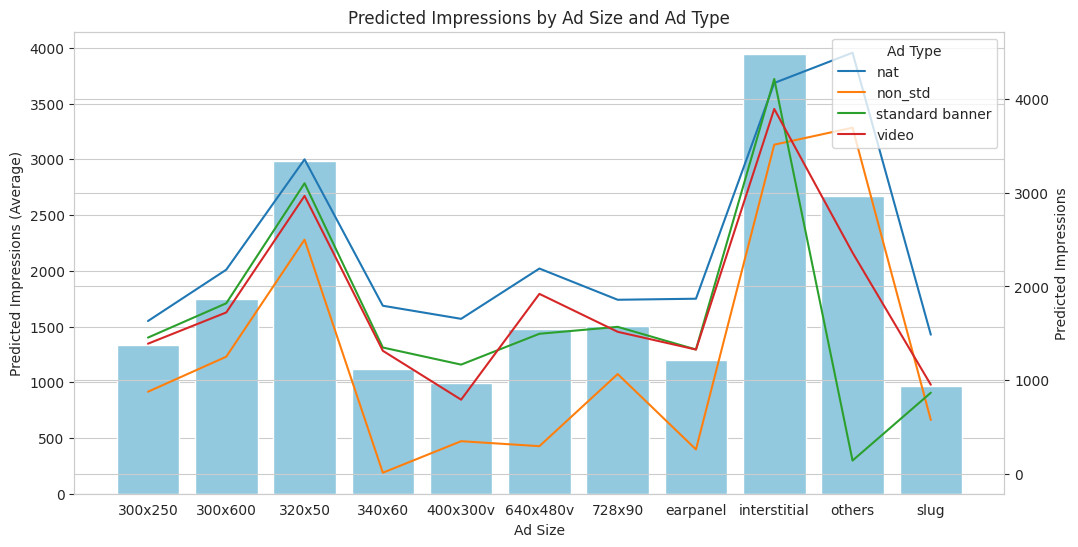 Predicted Impressions by Ad Size and Ad Type
Predicted Impressions (Average)
4000
3500
3000
2500
2000
1500
1000
500
0
Ad Type
nat
non_std
standard banner
video
4000
3000
2000
1000
0
Predicted Impressions
300x250 300x600 320x50 340x60 400x300v 640x480v 728x90 earpanel interstitial others slug
Ad Size